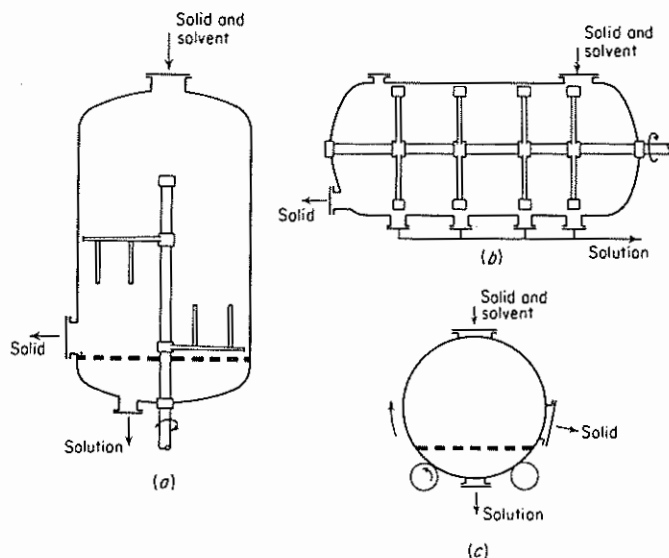 Solid and
solvent
Solid
Solution
(a)
Solid and
solvent
Solid
Solution
(b)
Solid and
solvent
Solid
Solution
(c)